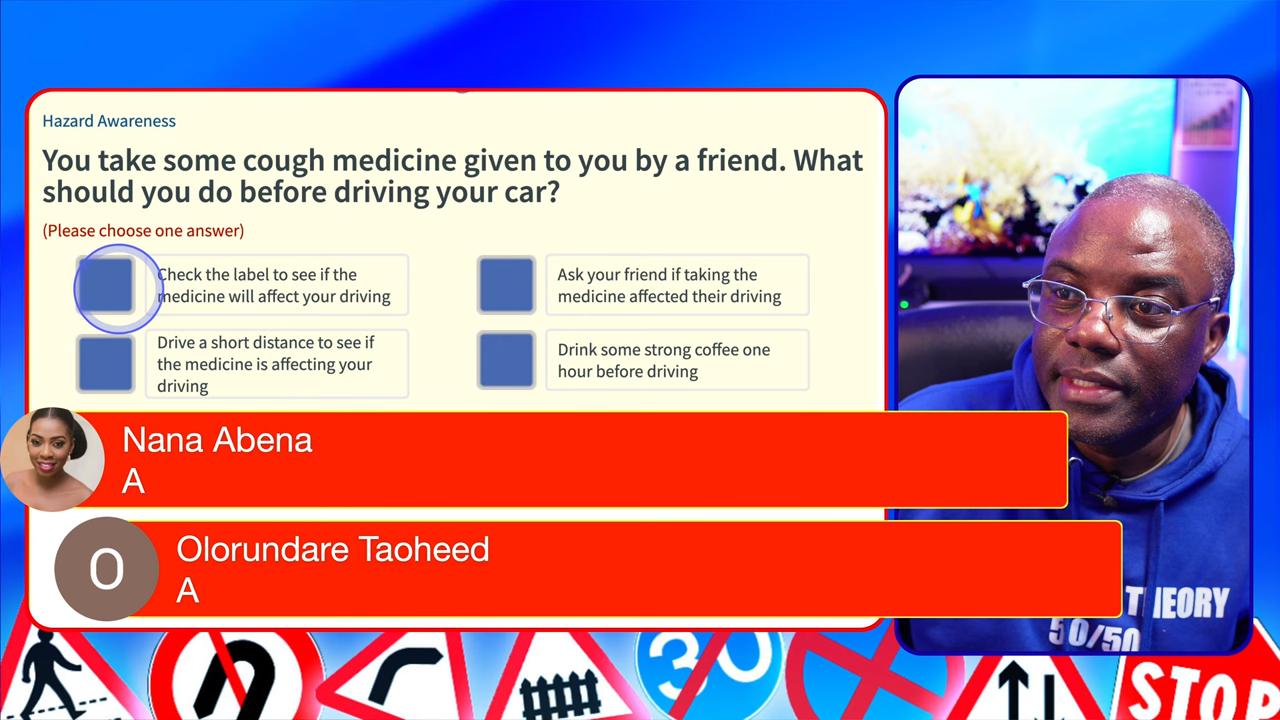 Hazard Awareness
You take some cough medicine given to you by a friend. What
should you do before driving your car?
(Please choose one answer)
Check the label to see if the
medicine will affect your driving
Ask your friend if taking the
medicine affected their driving
Drive a short distance to see if
the medicine is affecting your
driving
Drink some strong coffee one
hour before driving
Nana Abena
A
O
Olorundare Taoheed
A
THEORY
50/50
30
STOP